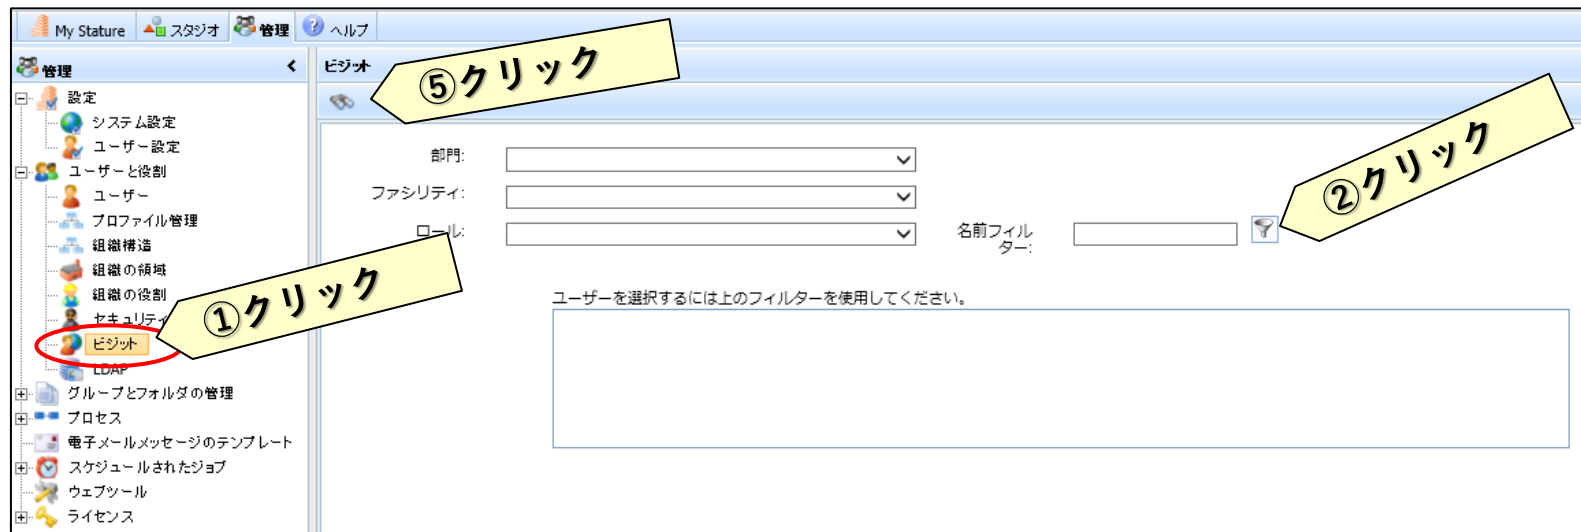 My Stature スタジオ 管理 ヘルプ
管理
ビジット
⑤クリック
設定
システム設定
ユーザー設定
ユーザーと役割
ユーザー
プロファイル管理
組織構造
組織の領域
組織の役割
セキュリティ
ビジット
LDAP
グループとフォルダの管理
プロセス
電子メールメッセージのテンプレート
スケジュールされたジョブ
ウェブツール
ライセンス
①クリック
部門:
ファシリティ:
ロール:
名前フィル
ター:
②クリック
ユーザーを選択するには上のフィルターを使用してください。